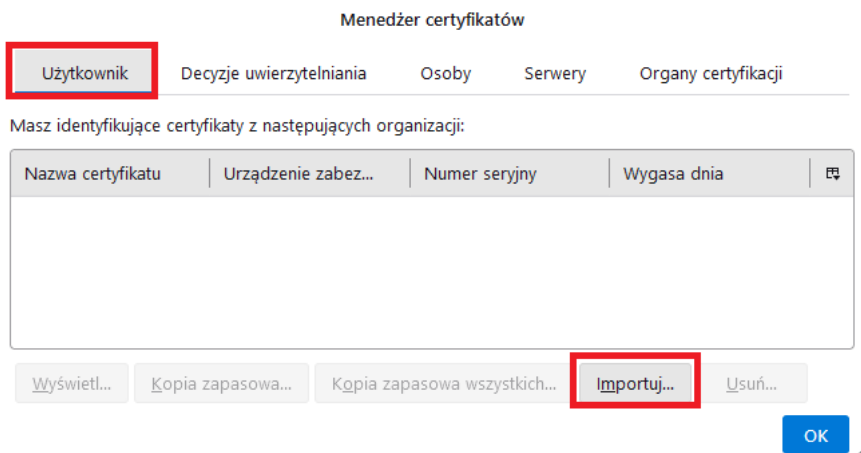 Menedżer certyfikatów
Użytkownik Decyzje uwierzytelniania Osoby Serwery Organy certyfikacji
Masz identyfikujące certyfikaty z następujących organizacji:
Nazwa certyfikatu Urządzenie zabez... Numer seryjny Wygasa dnia
Wyświetl... Kopia zapasowa... Kopia zapasowa wszystkich... Importuj... Usuń...
OK